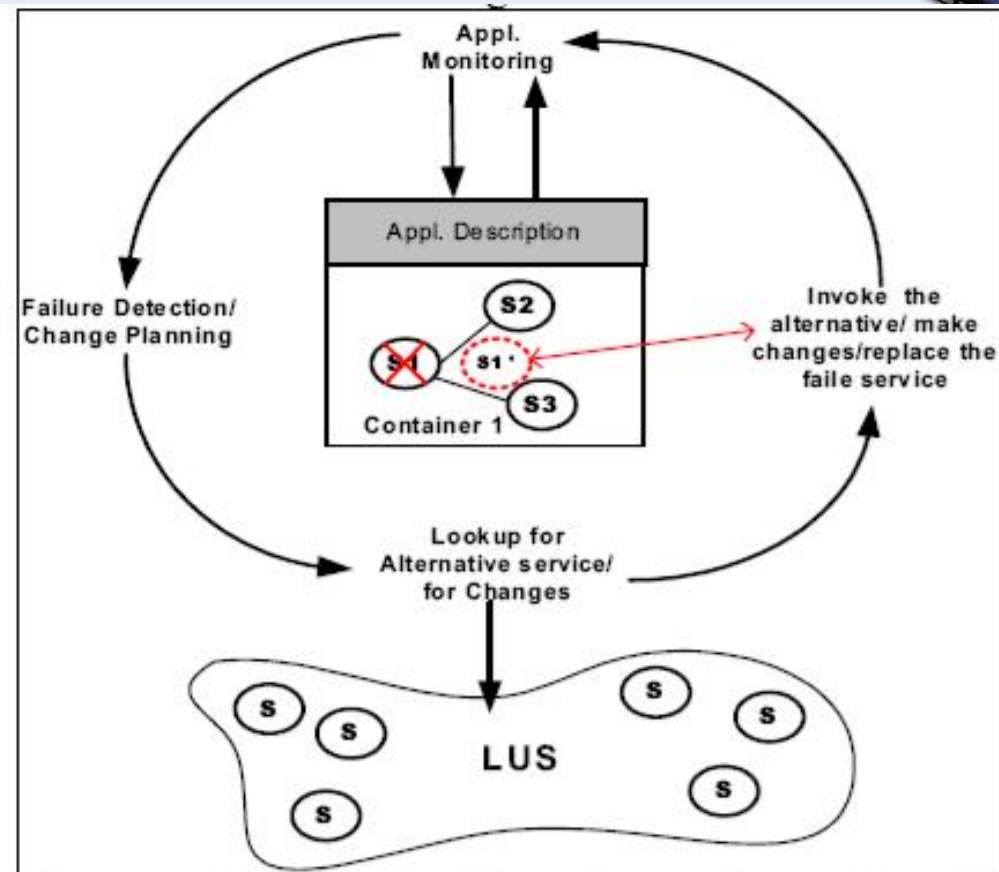 Appl.
Monitoring
Appl. Description
S2
S1
S1'
S3
Container 1
Failure Detection/
Change Planning
Invoke the
alternative/ make
changes/replace the
faile service
Lookup for
Alternative service/
for Changes
S
S
S
S
S
S
LUS